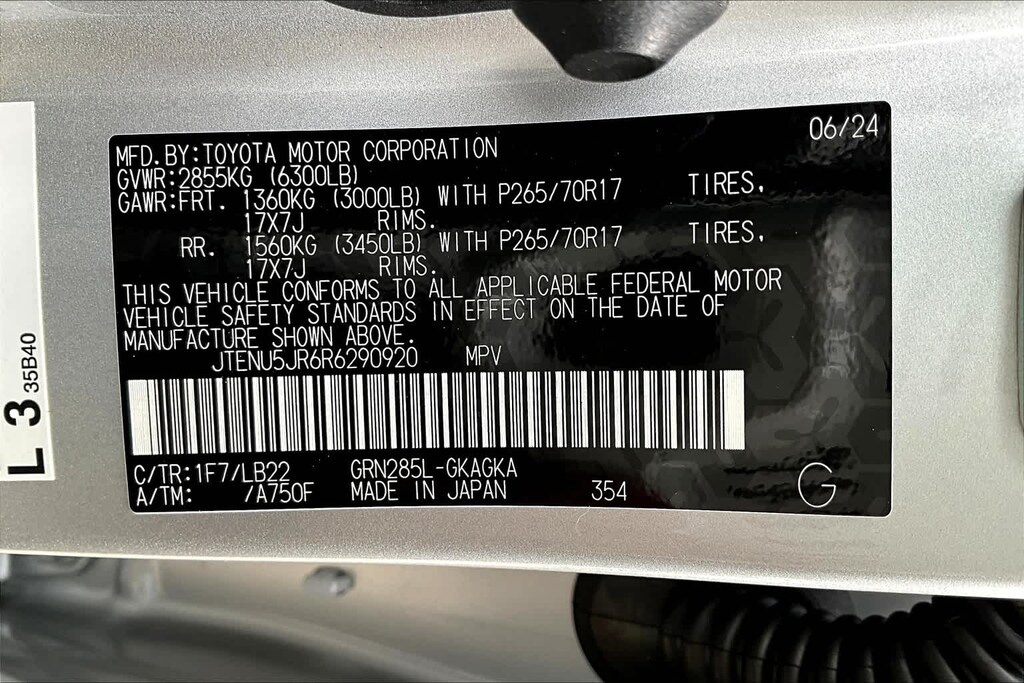 06/24
MFD. BY:TOYOTA MOTOR CORPORATION
GVWR:2855KG (6300LB)
GAWR:FRT. 1360KG (3000LB) WITH P265/70R17 TIRES,
17X7J RIMS.
RR. 1560KG (3450LB) WITH P265/70R17 TIRES,
17X7J RIMS.
THIS VEHICLE CONFORMS TO ALL APPLICABLE FEDERAL MOTOR
VEHICLE SAFETY STANDARDS IN EFFECT ON THE DATE OF
MANUFACTURE SHOWN ABOVE.
JTENU5JR6R6290920 MPV
C/TR:1F7/LB22 GRN285L-GKAGKA
A/TM: /A750F MADE IN JAPAN 354 G
L 3 35B40